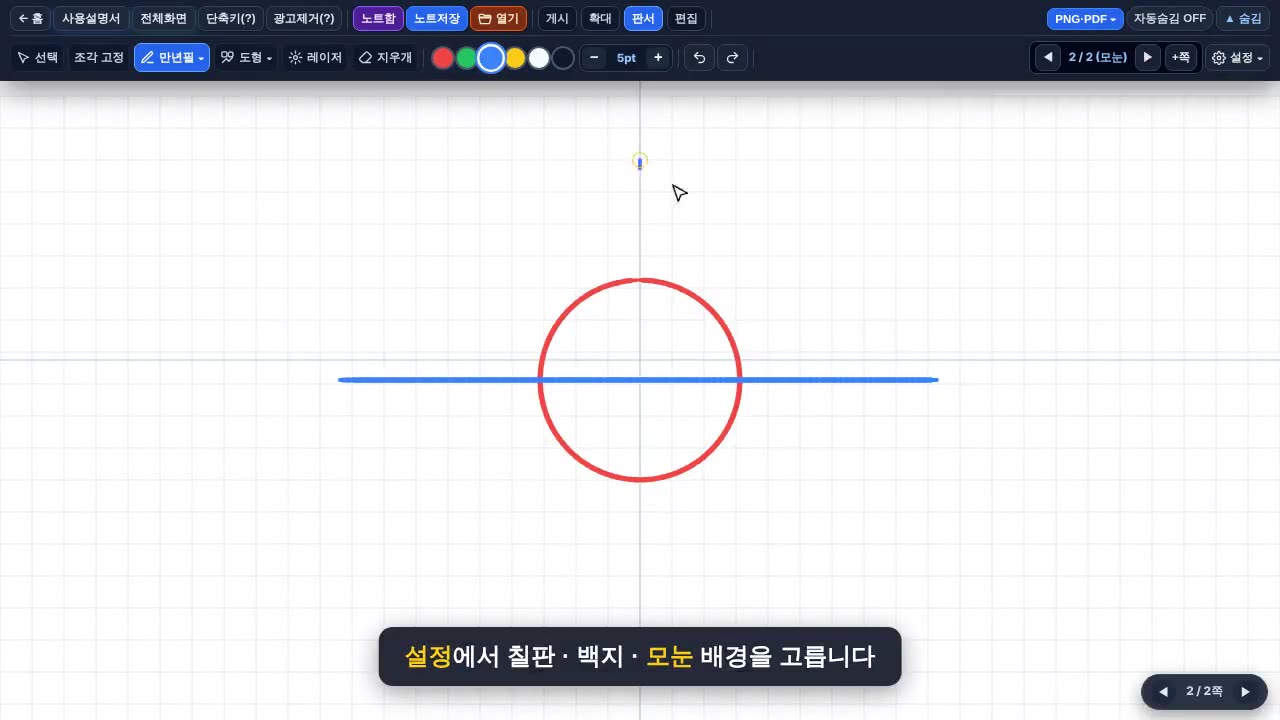 ← 홈 사용설명서 전체화면 단축키(?) 광고제거(?) 노트함 노트저장 열기 게시 확대 판서 편집 PNG·PDF 자동숨김 OFF ▲ 숨김
선택 조각 고정 만년필 도형 레이저 지우개 − 5pt + ◀ 2 / 2 (모눈) ▶ +쪽 설정
설정에서 칠판 · 백지 · 모눈 배경을 고릅니다
◀ 2 / 2쪽 ▶